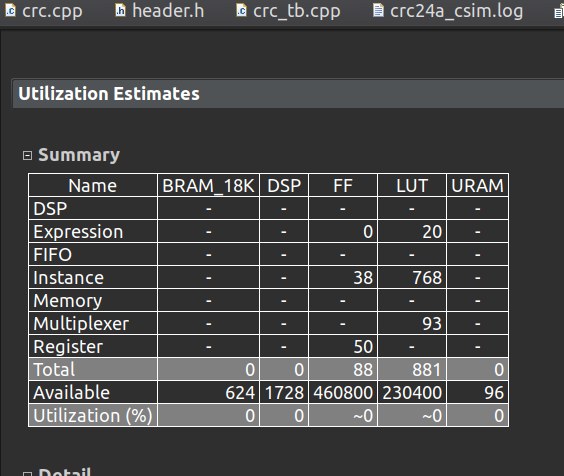 crc.cpp header.h crc_tb.cpp crc24a_csim.log
Utilization Estimates
Summary
Name BRAM_18K DSP FF LUT URAM
DSP - - - - -
Expression - - 0 20 -
FIFO - - - - -
Instance - - 38 768 -
Memory - - - - -
Multiplexer - - - 93 -
Register - - 50 - -
Total 0 0 88 881 0
Available 624 1728 460800 230400 96
Utilization (%) 0 0 ~0 ~0 0
Detail